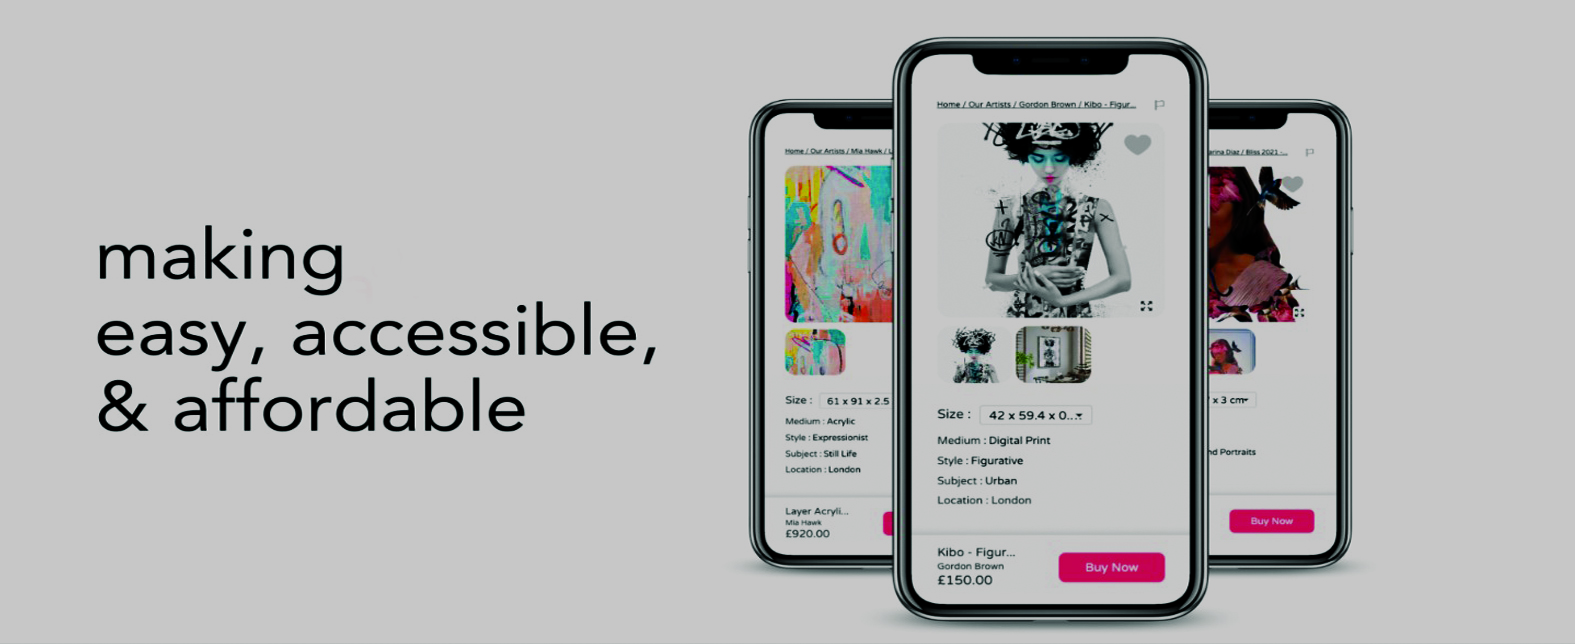 making
easy, accessible,
& affordable
Home / Our Artists / Mia Hawk / L
Size : 61 x 91 x 2.5
Medium : Acrylic
Style : Expressionist
Subject : Still Life
Location : London
Layer Acryli...
Mia Hawk
£920.00
Home / Our Artists / Gordon Brown / Kibo - Figur...
Size : 42 x 59.4 x 0...
Medium : Digital Print
Style : Figurative
Subject : Urban
Location : London
Kibo - Figur...
Gordon Brown
£150.00
Buy Now
arina Diaz / Bliss 2021 -...
x 3 cm
nd Portraits
Buy Now